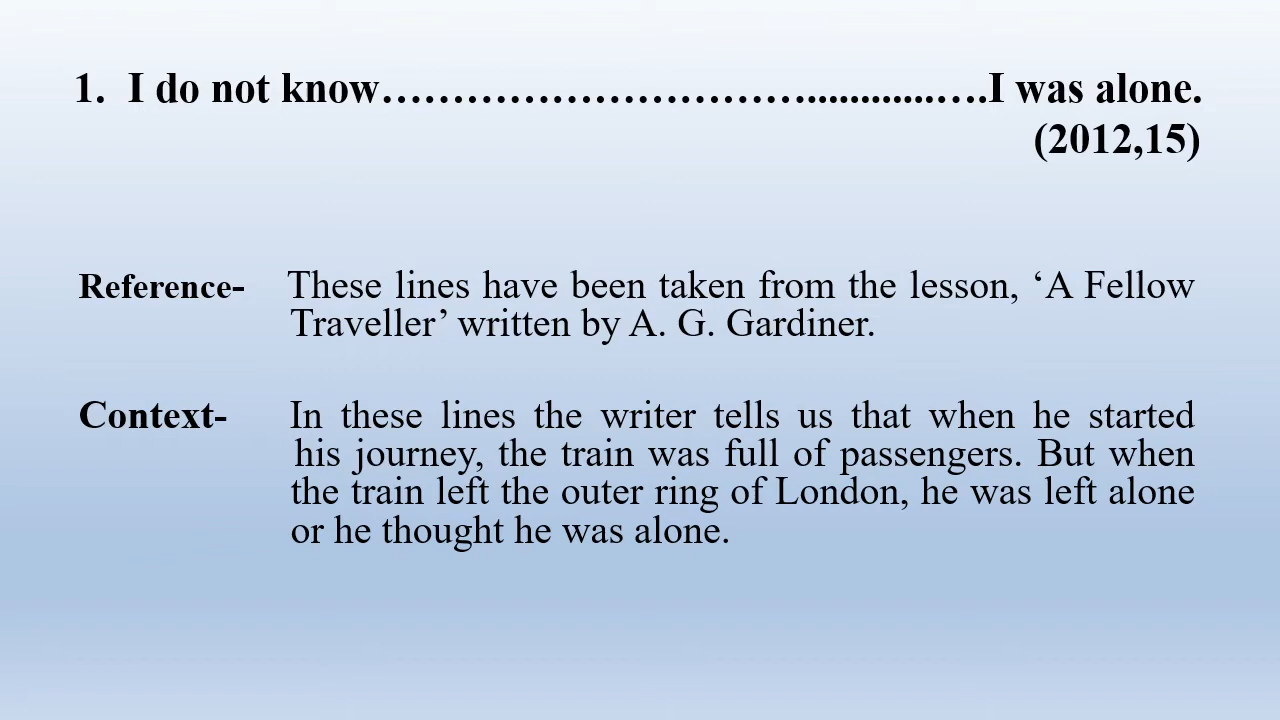 1. I do not know……………………………............….I was alone.
(2012,15)
Reference- These lines have been taken from the lesson, ‘A Fellow
Traveller’ written by A. G. Gardiner.
Context- In these lines the writer tells us that when he started
his journey, the train was full of passengers. But when
the train left the outer ring of London, he was left alone
or he thought he was alone.